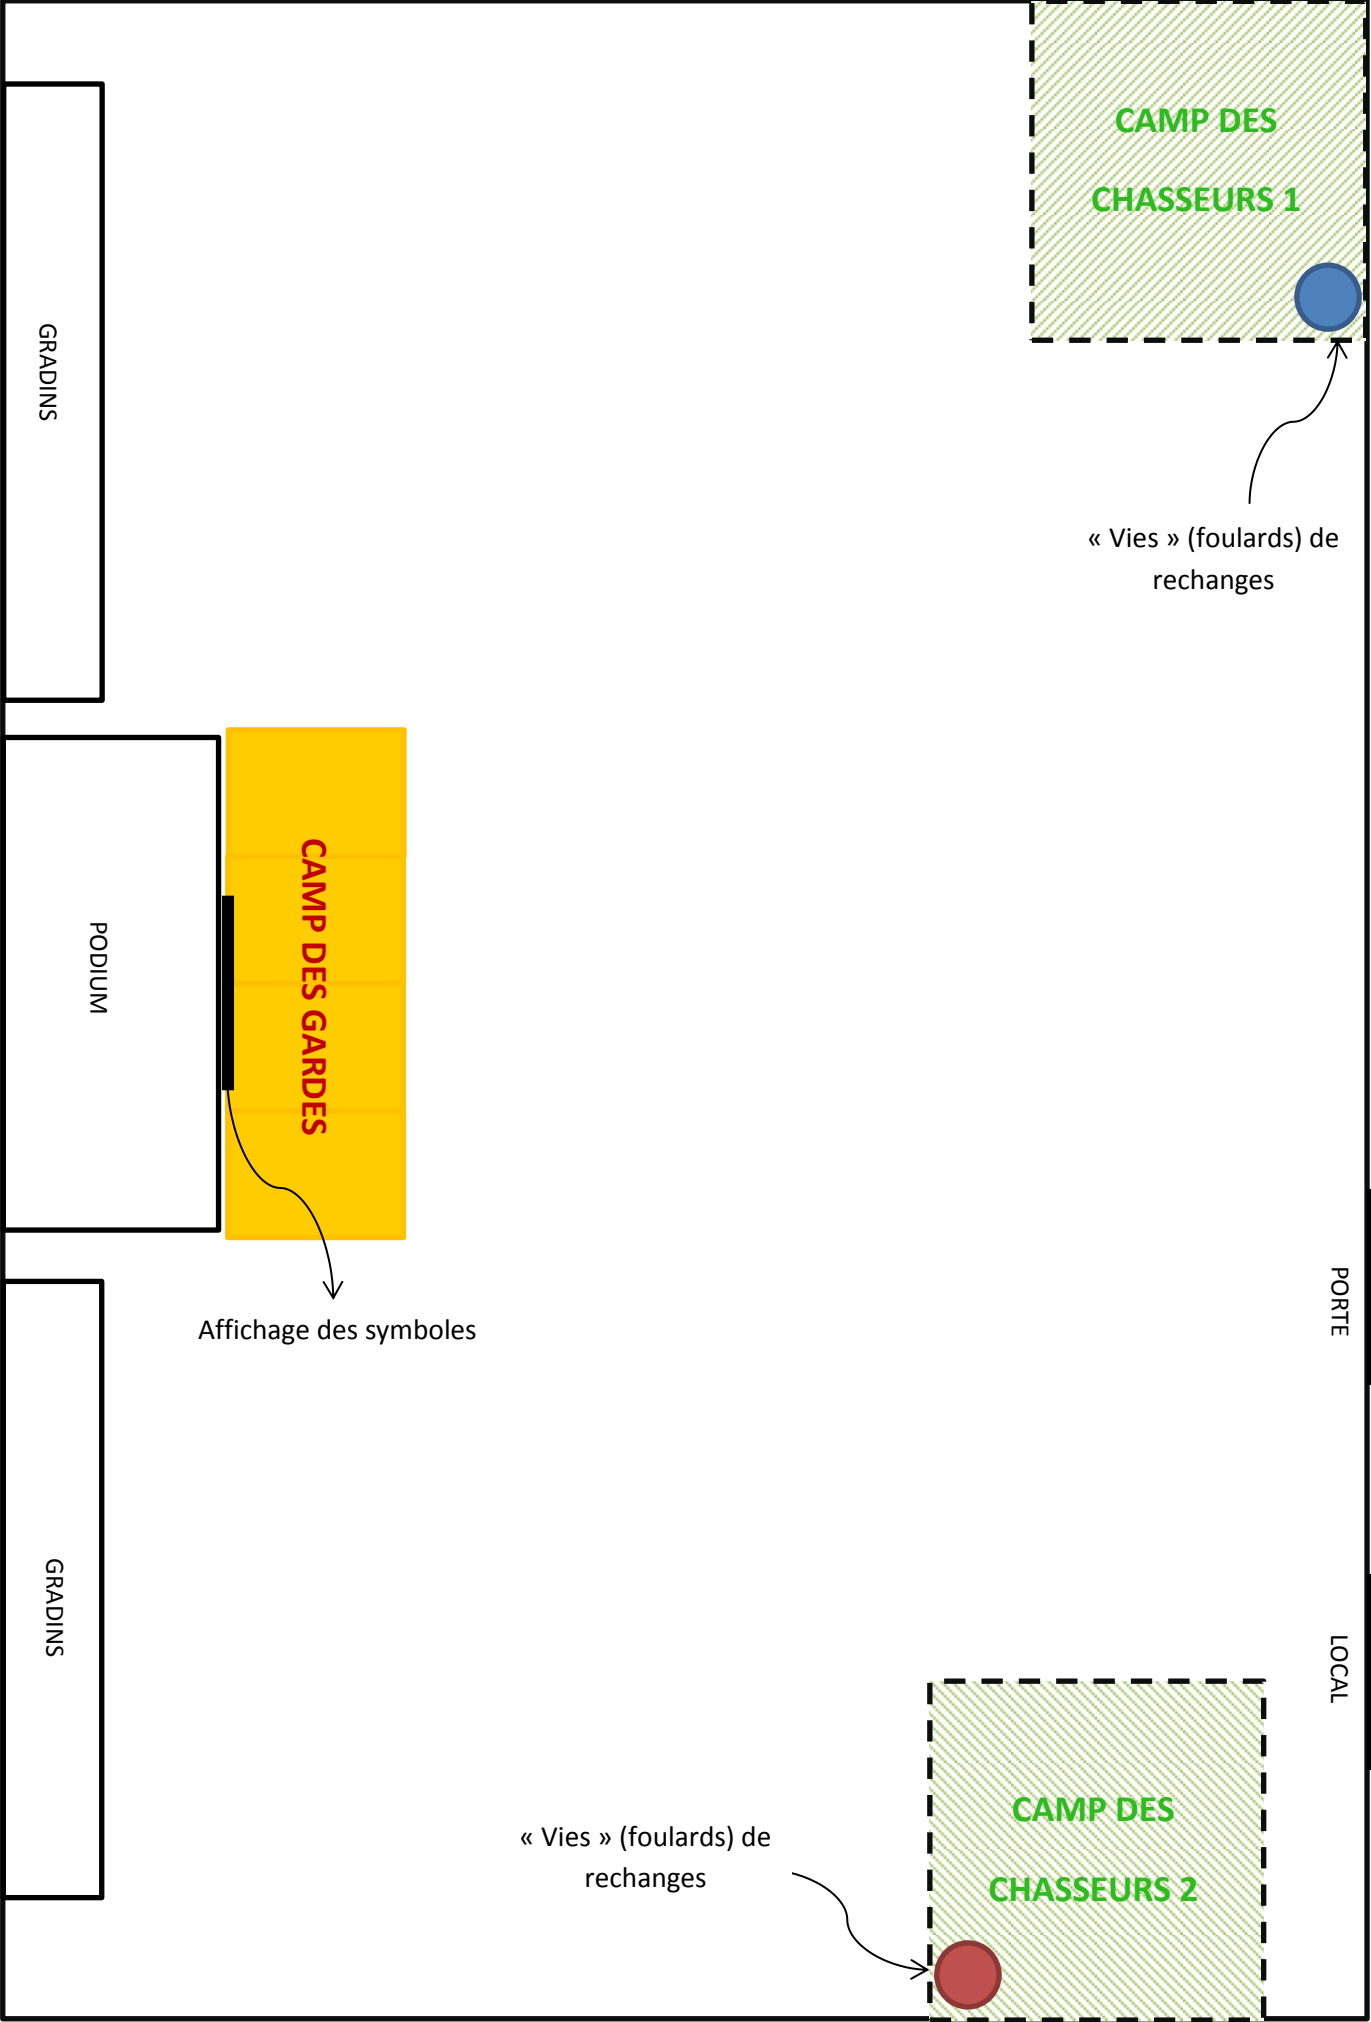 CAMP DES
CHASSEURS 1
GRADINS
« Vies » (foulards) de
rechanges
CAMP DES GARDES
PODIUM
PORTE
Affichage des symboles
GRADINS
LOCAL
CAMP DES
CHASSEURS 2
« Vies » (foulards) de
rechanges